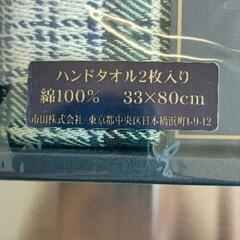 ハンドタオル2枚入り
綿100% 33×80cm
市田株式会社 東京都中央区日本橋浜町1-9-12